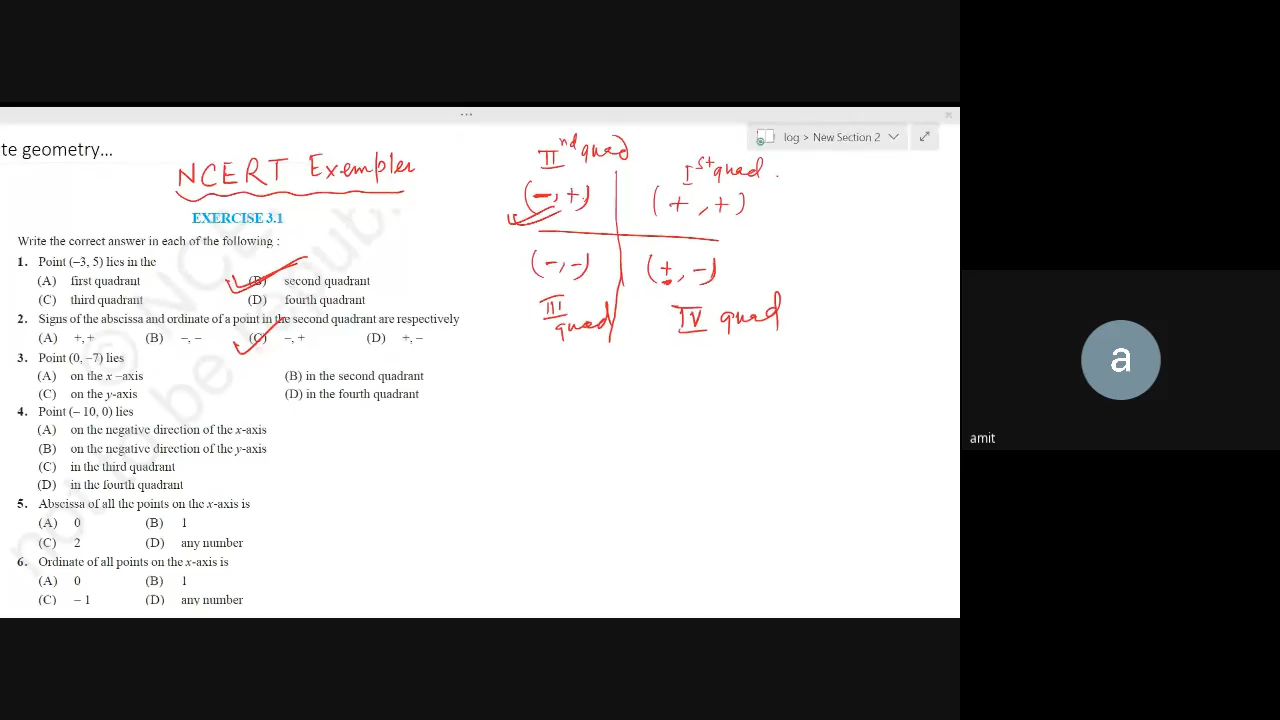 ...
log > New Section 2
te geometry...
NCERT Exempler
IInd quad
Ist quad.
(-, +)
(+, +)
(-, -)
(+, -)
III quad
IV quad
EXERCISE 3.1
Write the correct answer in each of the following :
1. Point (–3, 5) lies in the
(A) first quadrant (B) second quadrant
(C) third quadrant (D) fourth quadrant
2. Signs of the abscissa and ordinate of a point in the second quadrant are respectively
(A) +, + (B) –, – (C) –, + (D) +, –
3. Point (0, –7) lies
(A) on the x –axis (B) in the second quadrant
(C) on the y-axis (D) in the fourth quadrant
4. Point (– 10, 0) lies
(A) on the negative direction of the x-axis
(B) on the negative direction of the y-axis
(C) in the third quadrant
(D) in the fourth quadrant
5. Abscissa of all the points on the x-axis is
(A) 0 (B) 1
(C) 2 (D) any number
6. Ordinate of all points on the x-axis is
(A) 0 (B) 1
(C) – 1 (D) any number
a
amit